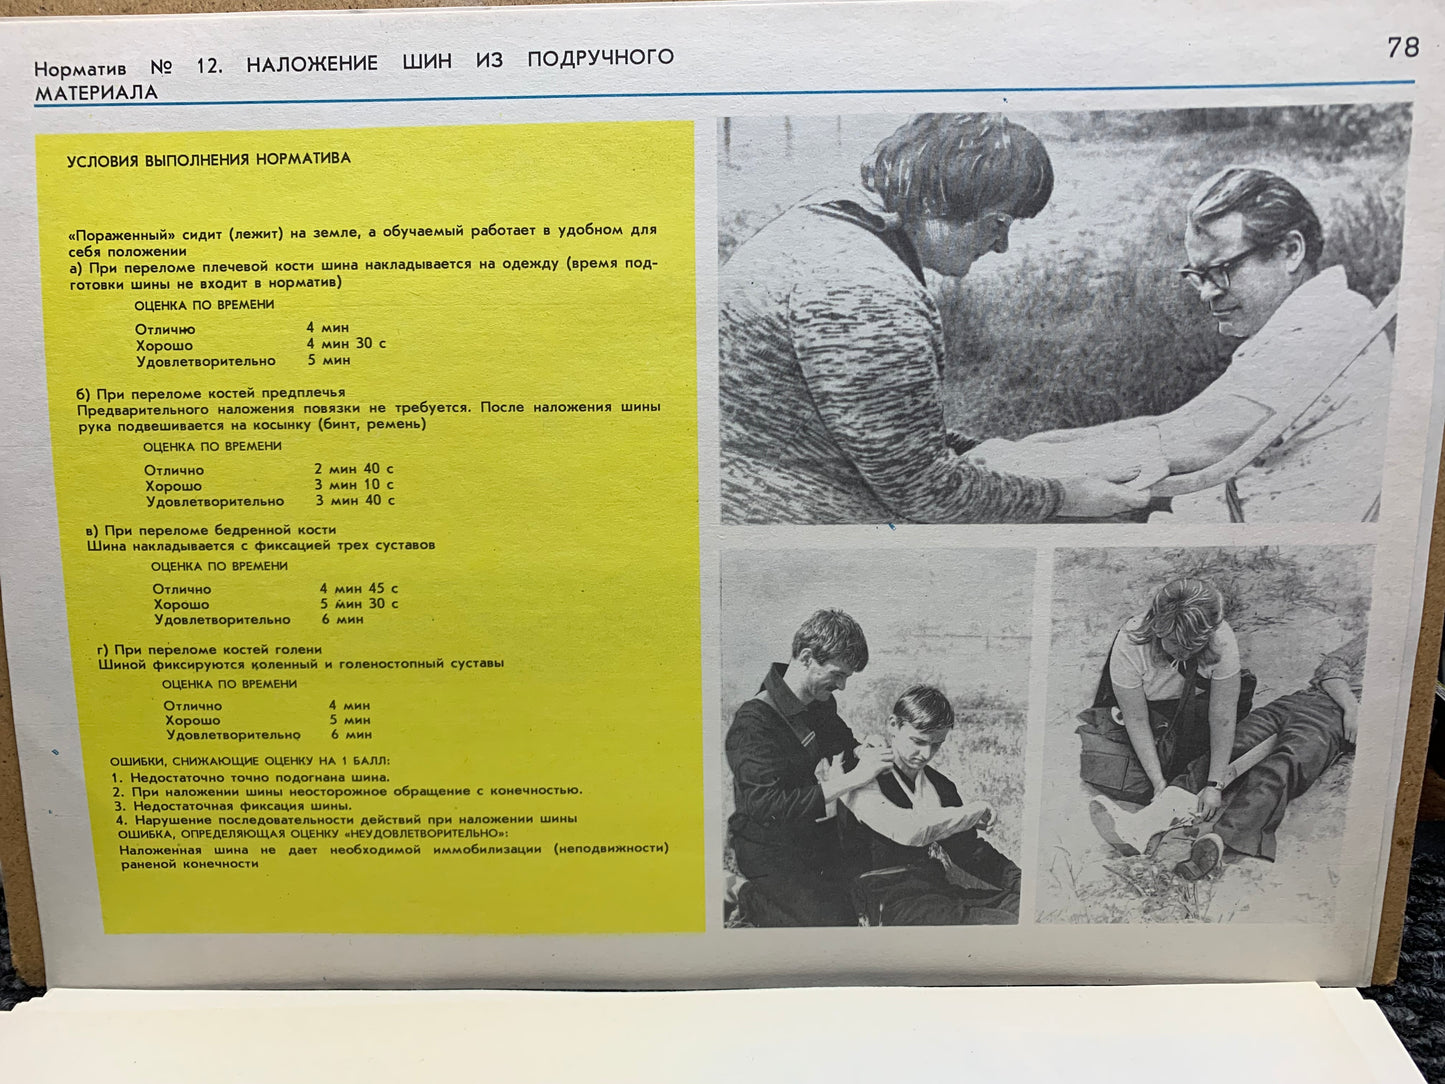 Норматив № 12. НАЛОЖЕНИЕ ШИН ИЗ ПОДРУЧНОГО
МАТЕРИАЛА
78
УСЛОВИЯ ВЫПОЛНЕНИЯ НОРМАТИВА
«Пораженный» сидит (лежит) на земле, а обучаемый работает в удобном для
себя положении
а) При переломе плечевой кости шина накладывается на одежду (время под-
готовки шины не входит в норматив)
ОЦЕНКА ПО ВРЕМЕНИ
Отлично 4 мин
Хорошо 4 мин 30 с
Удовлетворительно 5 мин
б) При переломе костей предплечья
Предварительного наложения повязки не требуется. После наложения шины
рука подвешивается на косынку (бинт, ремень)
ОЦЕНКА ПО ВРЕМЕНИ
Отлично 2 мин 40 с
Хорошо 3 мин 10 с
Удовлетворительно 3 мин 40 с
в) При переломе бедренной кости
Шина накладывается с фиксацией трех суставов
ОЦЕНКА ПО ВРЕМЕНИ
Отлично 4 мин 45 с
Хорошо 5 мин 30 с
Удовлетворительно 6 мин
г) При переломе костей голени
Шиной фиксируются коленный и голеностопный суставы
ОЦЕНКА ПО ВРЕМЕНИ
Отлично 4 мин
Хорошо 5 мин
Удовлетворительно 6 мин
ОШИБКИ, СНИЖАЮЩИЕ ОЦЕНКУ НА 1 БАЛЛ:
1. Недостаточно точно подогнана шина.
2. При наложении шины неосторожное обращение с конечностью.
3. Недостаточная фиксация шины.
4. Нарушение последовательности действий при наложении шины
ОШИБКА, ОПРЕДЕЛЯЮЩАЯ ОЦЕНКУ «НЕУДОВЛЕТВОРИТЕЛЬНО»:
Наложенная шина не дает необходимой иммобилизации (неподвижности)
раненой конечности